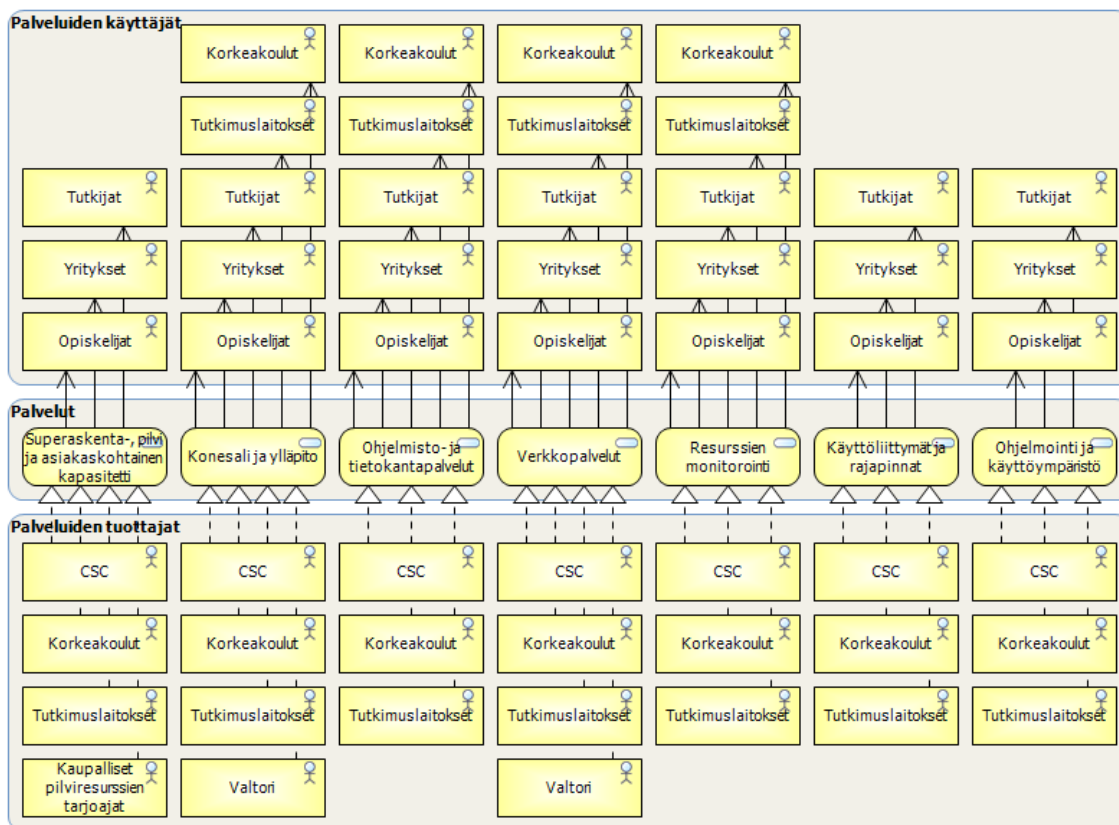 Palveluiden käyttäjät
Korkeakoulut
Korkeakoulut
Korkeakoulut
Korkeakoulut
Tutkimuslaitokset
Tutkimuslaitokset
Tutkimuslaitokset
Tutkimuslaitokset
Tutkijat
Tutkijat
Tutkijat
Tutkijat
Tutkijat
Tutkijat
Tutkijat
Yritykset
Yritykset
Yritykset
Yritykset
Yritykset
Yritykset
Yritykset
Opiskelijat
Opiskelijat
Opiskelijat
Opiskelijat
Opiskelijat
Opiskelijat
Opiskelijat
Palvelut
Superaskenta-, pilvi
ja asiakaskohtainen
kapasitetti
Konesali ja ylläpito
Ohjelmisto- ja
tietokantapalvelut
Verkkopalvelut
Resurssien
monitorointi
Käyttöliittymät ja
rajapinnat
Ohjelmointi ja
käyttöympäristö
Palveluiden tuottajat
CSC
CSC
CSC
CSC
CSC
CSC
CSC
Korkeakoulut
Korkeakoulut
Korkeakoulut
Korkeakoulut
Korkeakoulut
Korkeakoulut
Korkeakoulut
Tutkimuslaitokset
Tutkimuslaitokset
Tutkimuslaitokset
Tutkimuslaitokset
Tutkimuslaitokset
Tutkimuslaitokset
Tutkimuslaitokset
Kaupalliset
pilviresurssien
tarjoajat
Valtori
Valtori